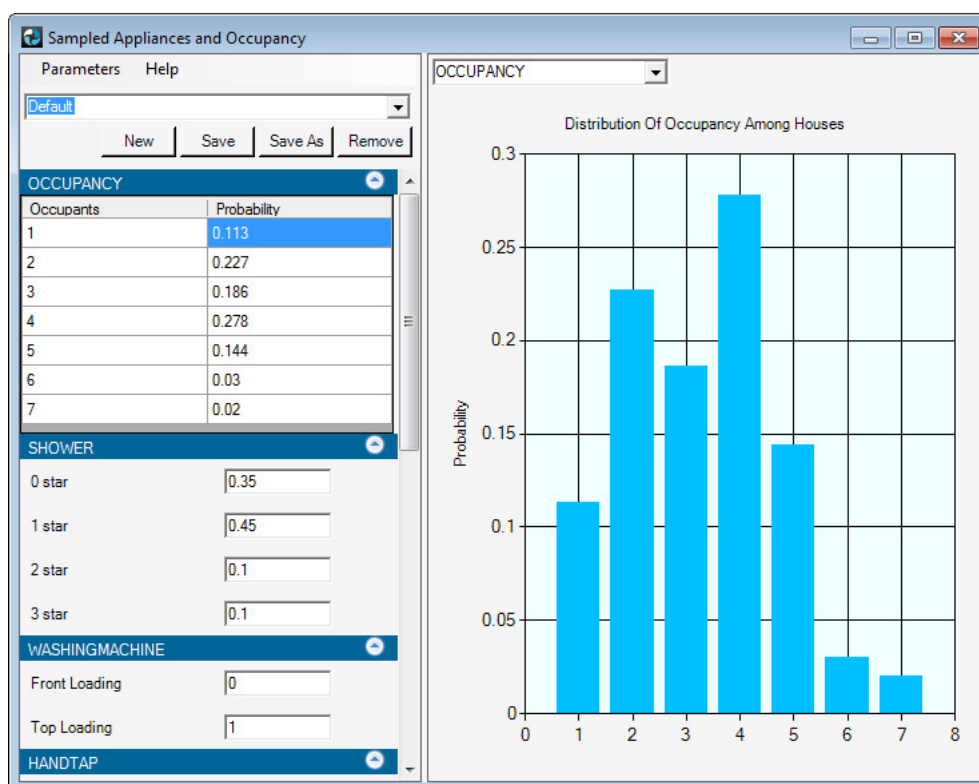 Sampled Appliances and Occupancy
Parameters Help
Default
New Save Save As Remove
OCCUPANCY
Occupants Probability
1 0.113
2 0.227
3 0.186
4 0.278
5 0.144
6 0.03
7 0.02
SHOWER
0 star 0.35
1 star 0.45
2 star 0.1
3 star 0.1
WASHINGMACHINE
Front Loading 0
Top Loading 1
HANDTAP
OCCUPANCY
Distribution Of Occupancy Among Houses
0.3
0.25
0.2
0.15
0.1
0.05
0
Probability
0 1 2 3 4 5 6 7 8